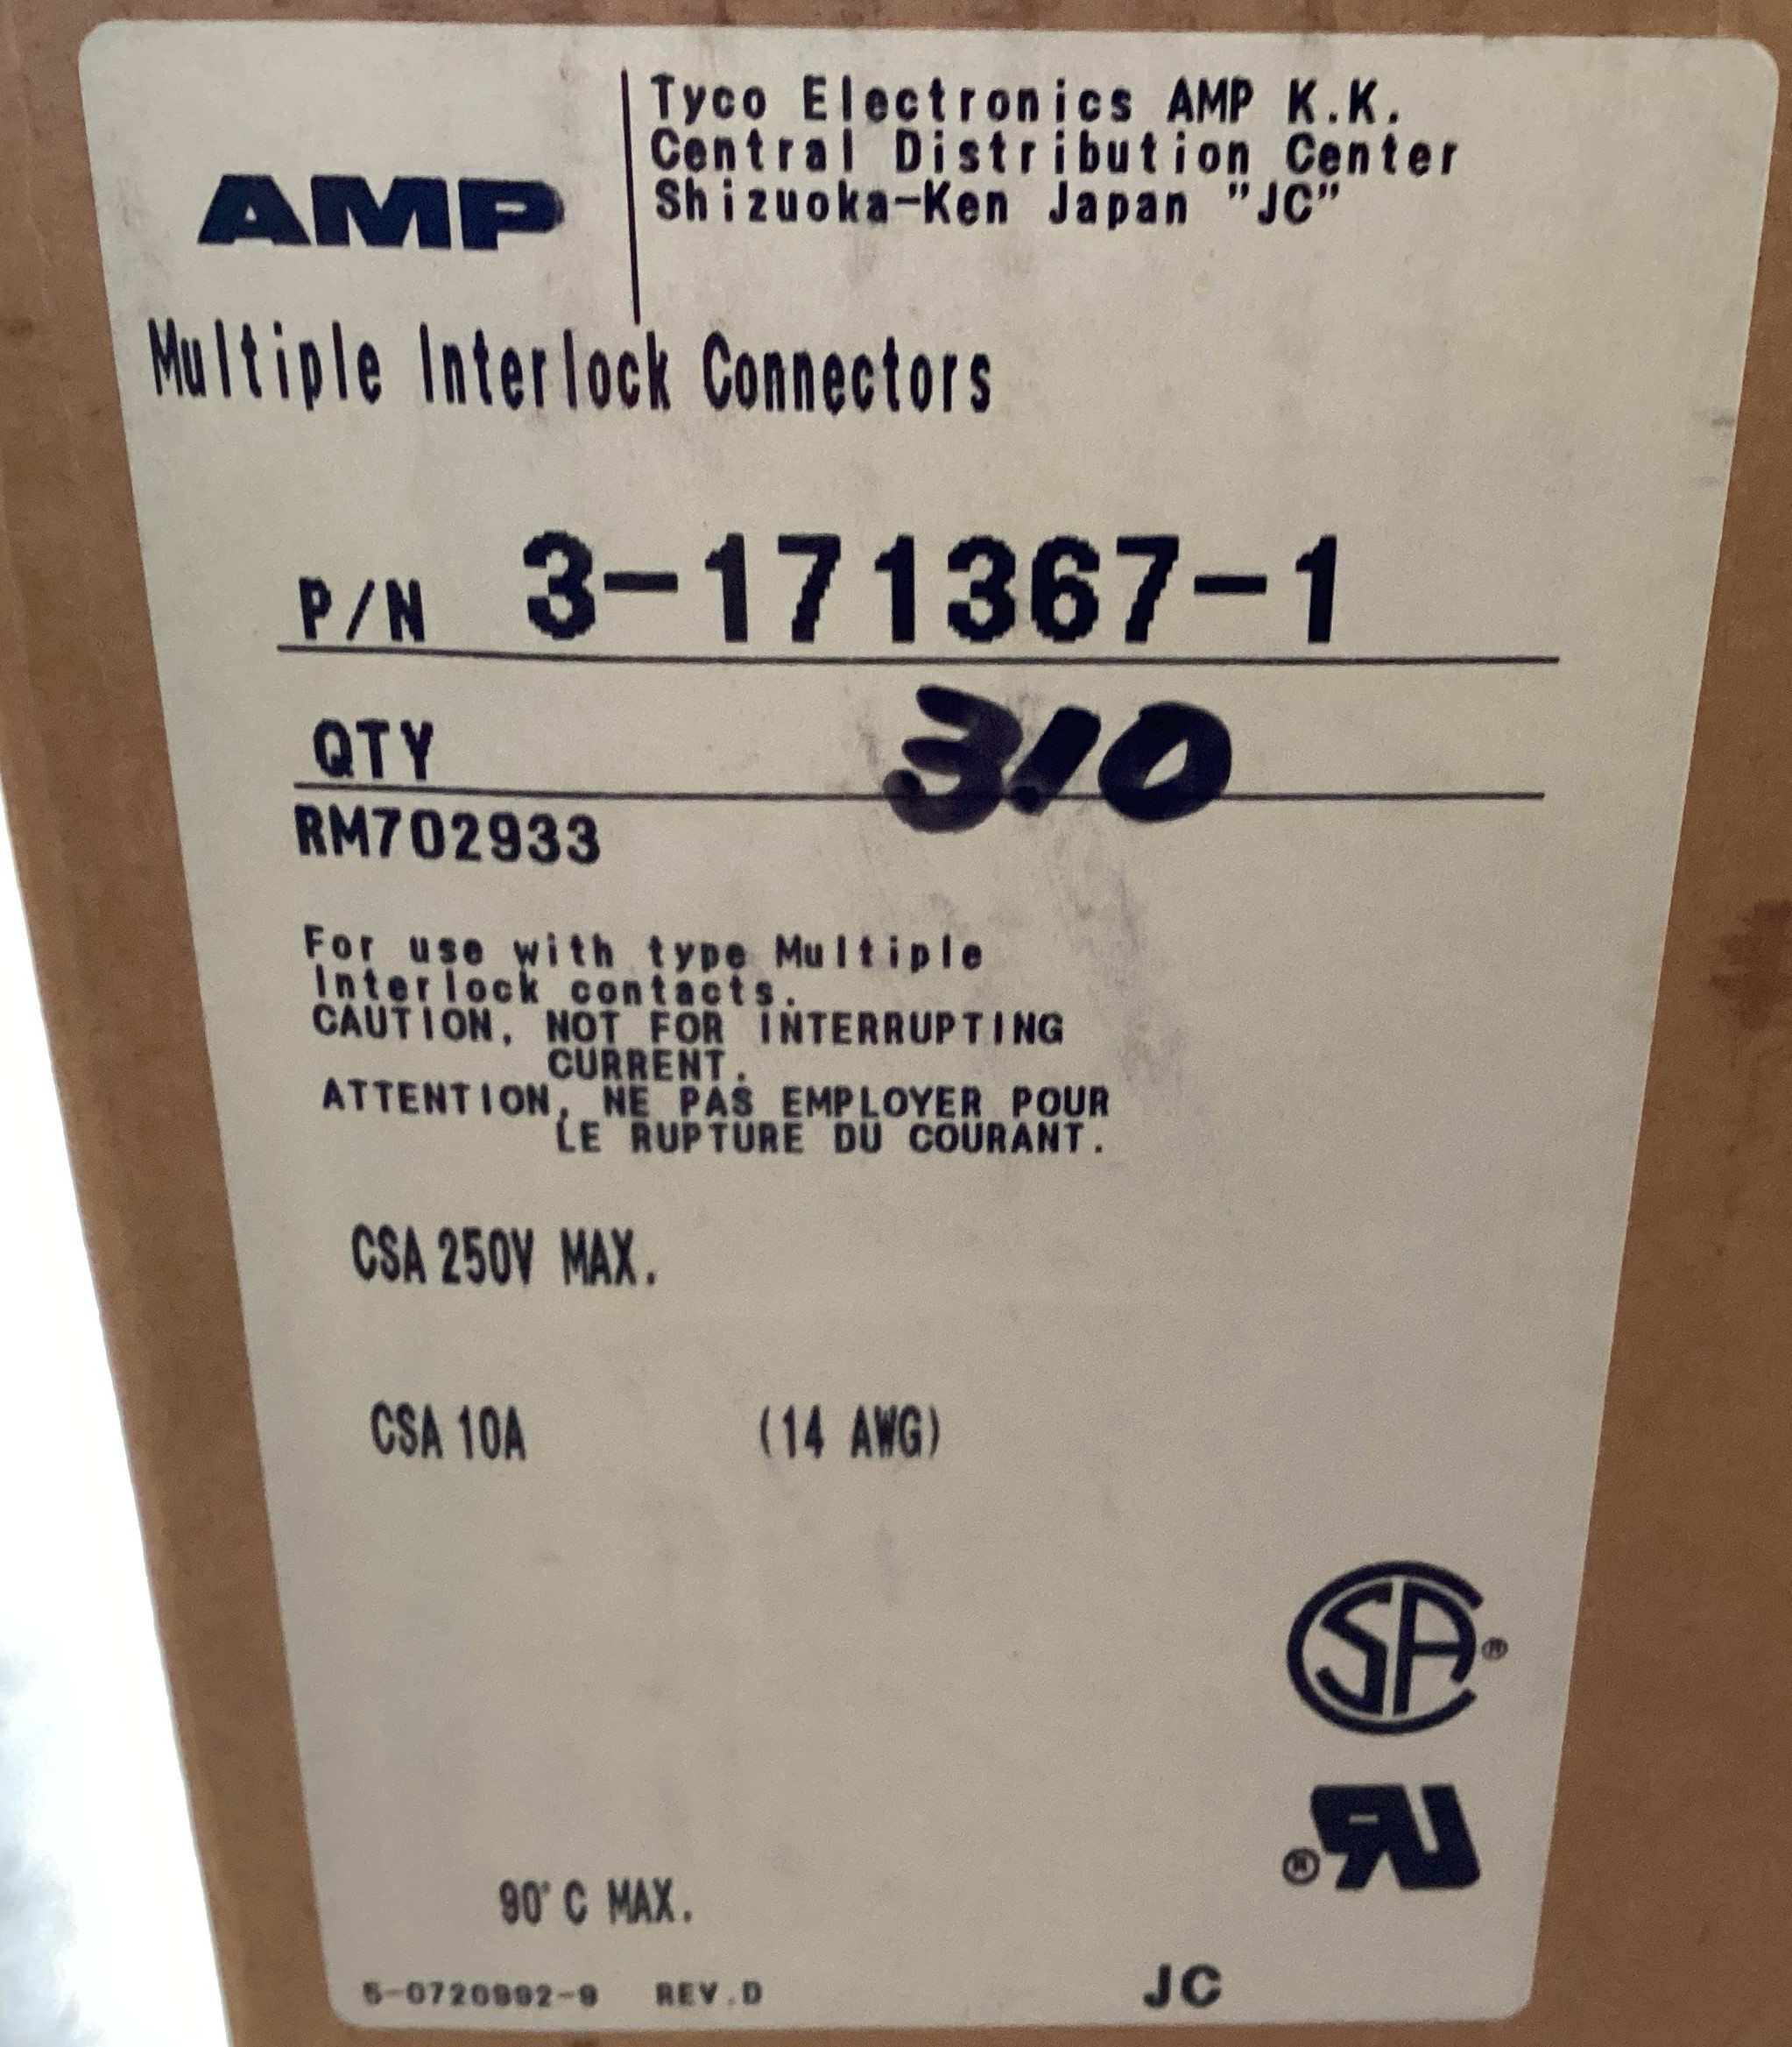 AMP
Tyco Electronics AMP K.K.
Central Distribution Center
Shizuoka-Ken Japan "JC"
Multiple Interlock Connectors
P/N 3-171367-1
QTY 310
RM702933
For use with type Multiple
Interlock contacts.
CAUTION, NOT FOR INTERRUPTING
CURRENT.
ATTENTION, NE PAS EMPLOYER POUR
LE RUPTURE DU COURANT.
CSA 250V MAX.
CSA 10A (14 AWG)
CSA®
RU®
90°C MAX.
5-0720992-9 REV.D
JC